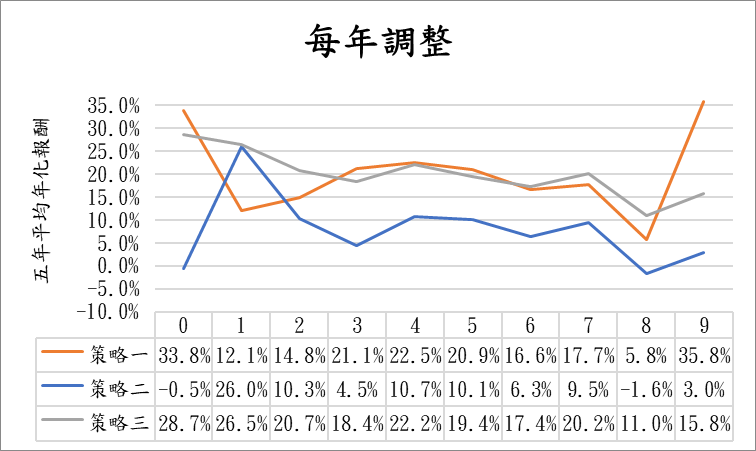 每年調整
五年平均年化報酬
35.0%
30.0%
25.0%
20.0%
15.0%
10.0%
5.0%
0.0%
-5.0%
-10.0%
0 1 2 3 4 5 6 7 8 9
策略一 33.8% 12.1% 14.8% 21.1% 22.5% 20.9% 16.6% 17.7% 5.8% 35.8%
策略二 -0.5% 26.0% 10.3% 4.5% 10.7% 10.1% 6.3% 9.5% -1.6% 3.0%
策略三 28.7% 26.5% 20.7% 18.4% 22.2% 19.4% 17.4% 20.2% 11.0% 15.8%